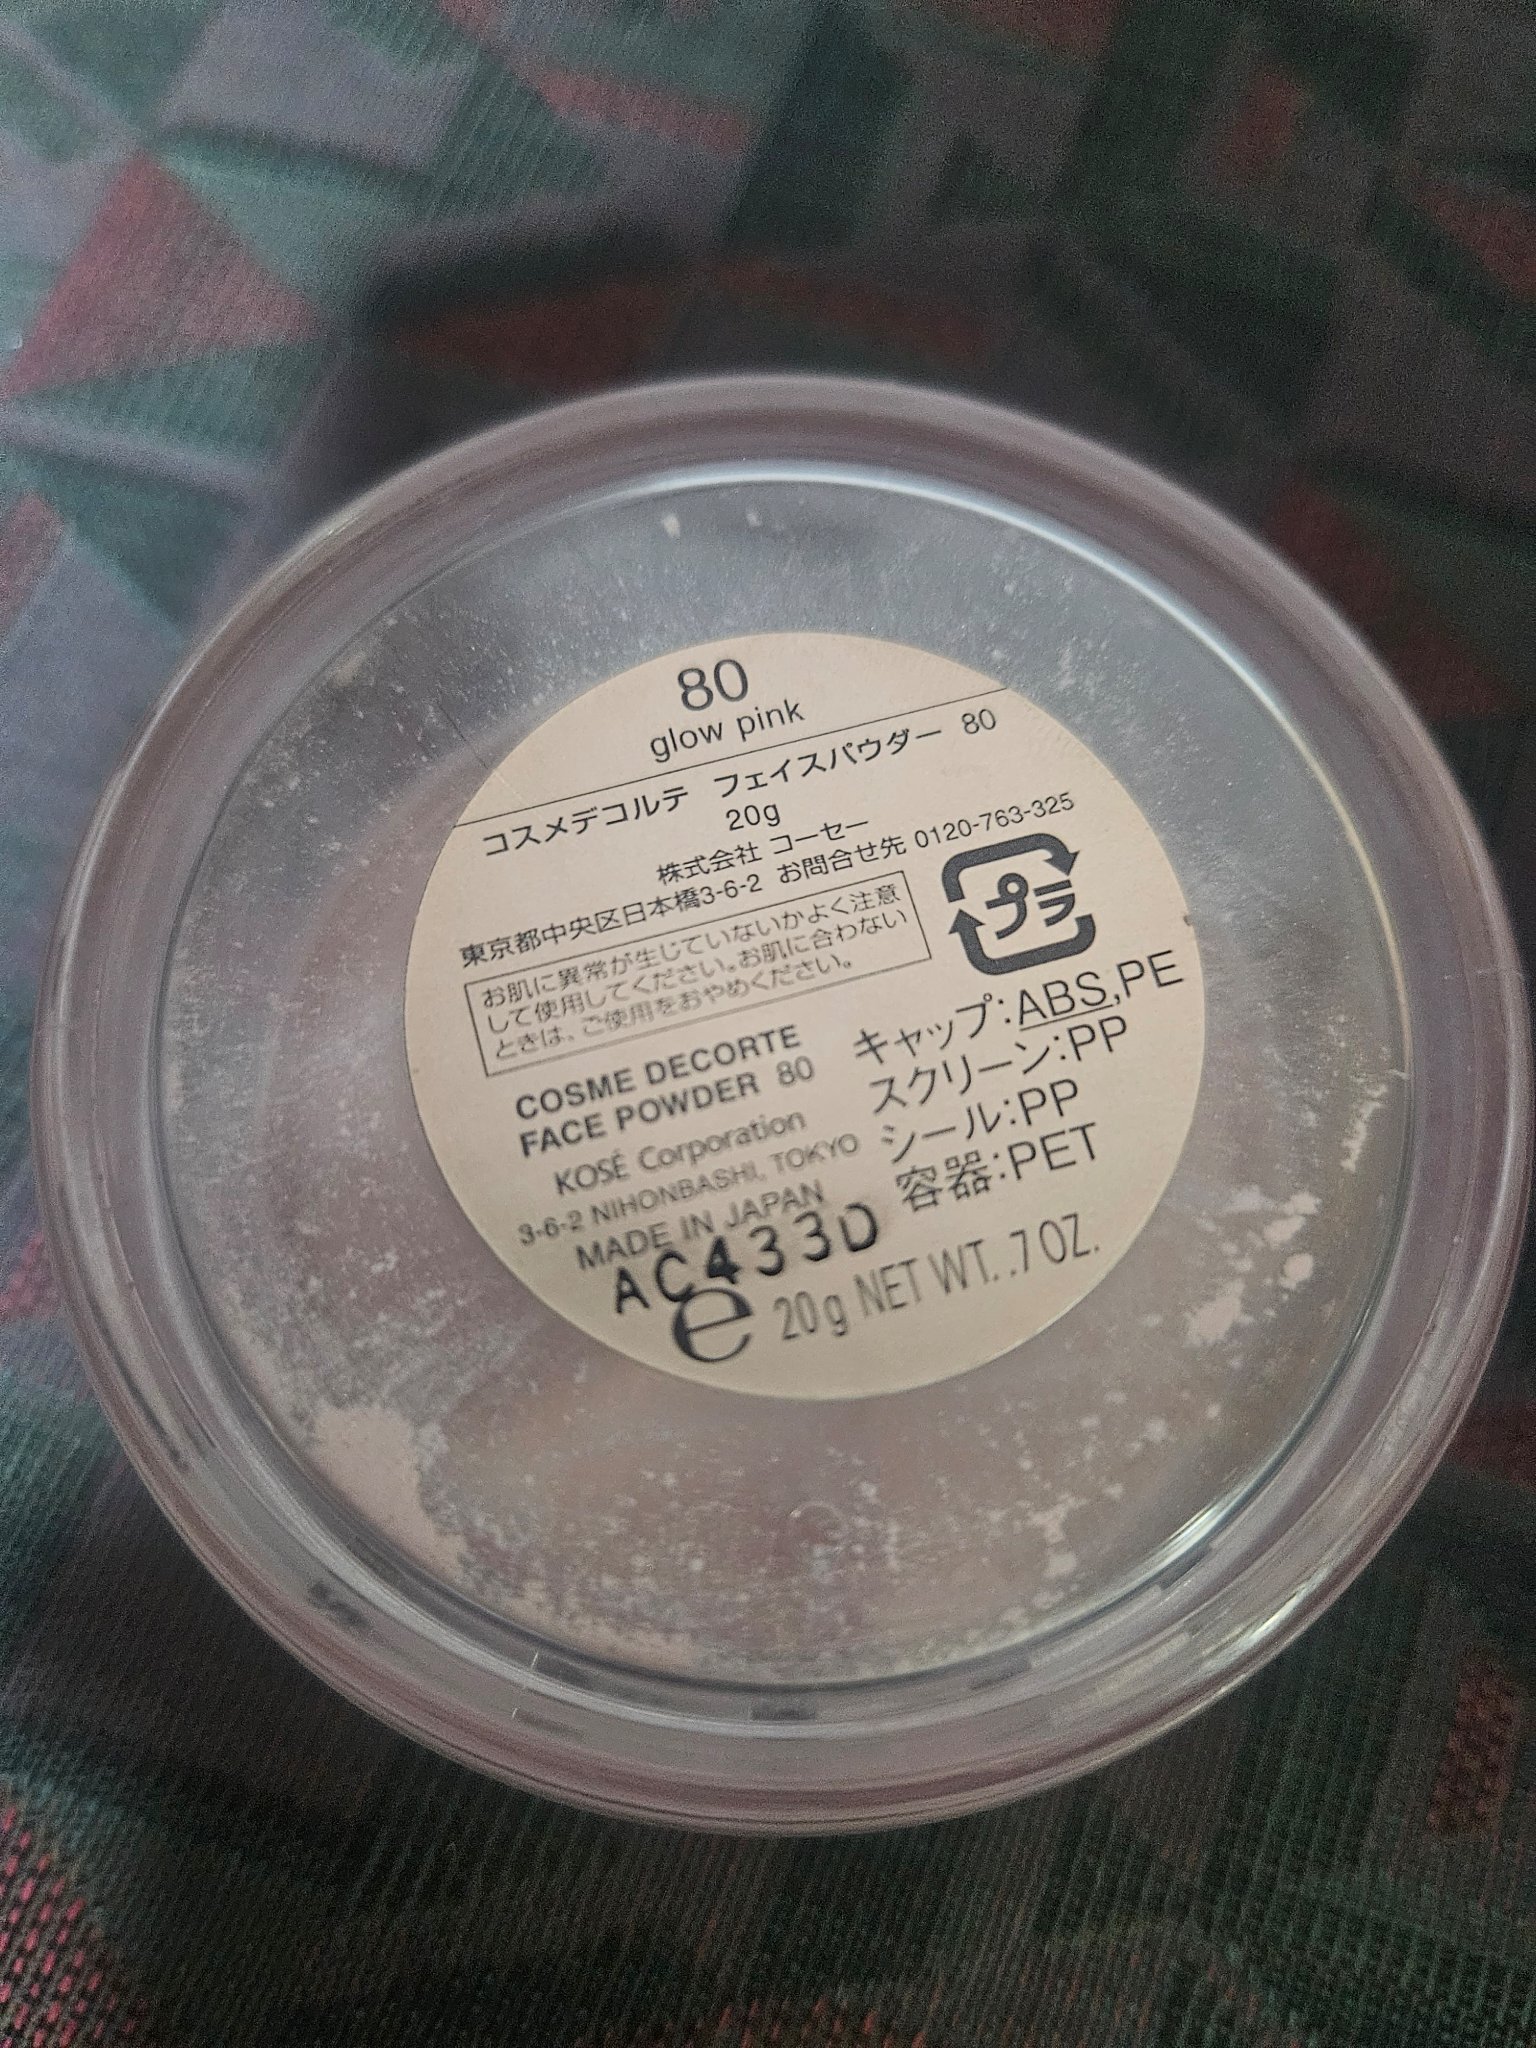 80
glow pink
コスメデコルテ フェイスパウダー 80
20g
株式会社 コーセー
東京都中央区日本橋3-6-2 お問合せ先 0120-763-325
お肌に異常が生じていないかよく注意
して使用してください。お肌に合わない
ときは、ご使用をおやめください。
プラ
キャップ:ABS,PE
スクリーン:PP
シール:PP
容器:PET
COSME DECORTE
FACE POWDER 80
KOSÉ Corporation
3-6-2 NIHONBASHI, TOKYO
MADE IN JAPAN
AC433D
e 20g NET WT. .7 OZ.